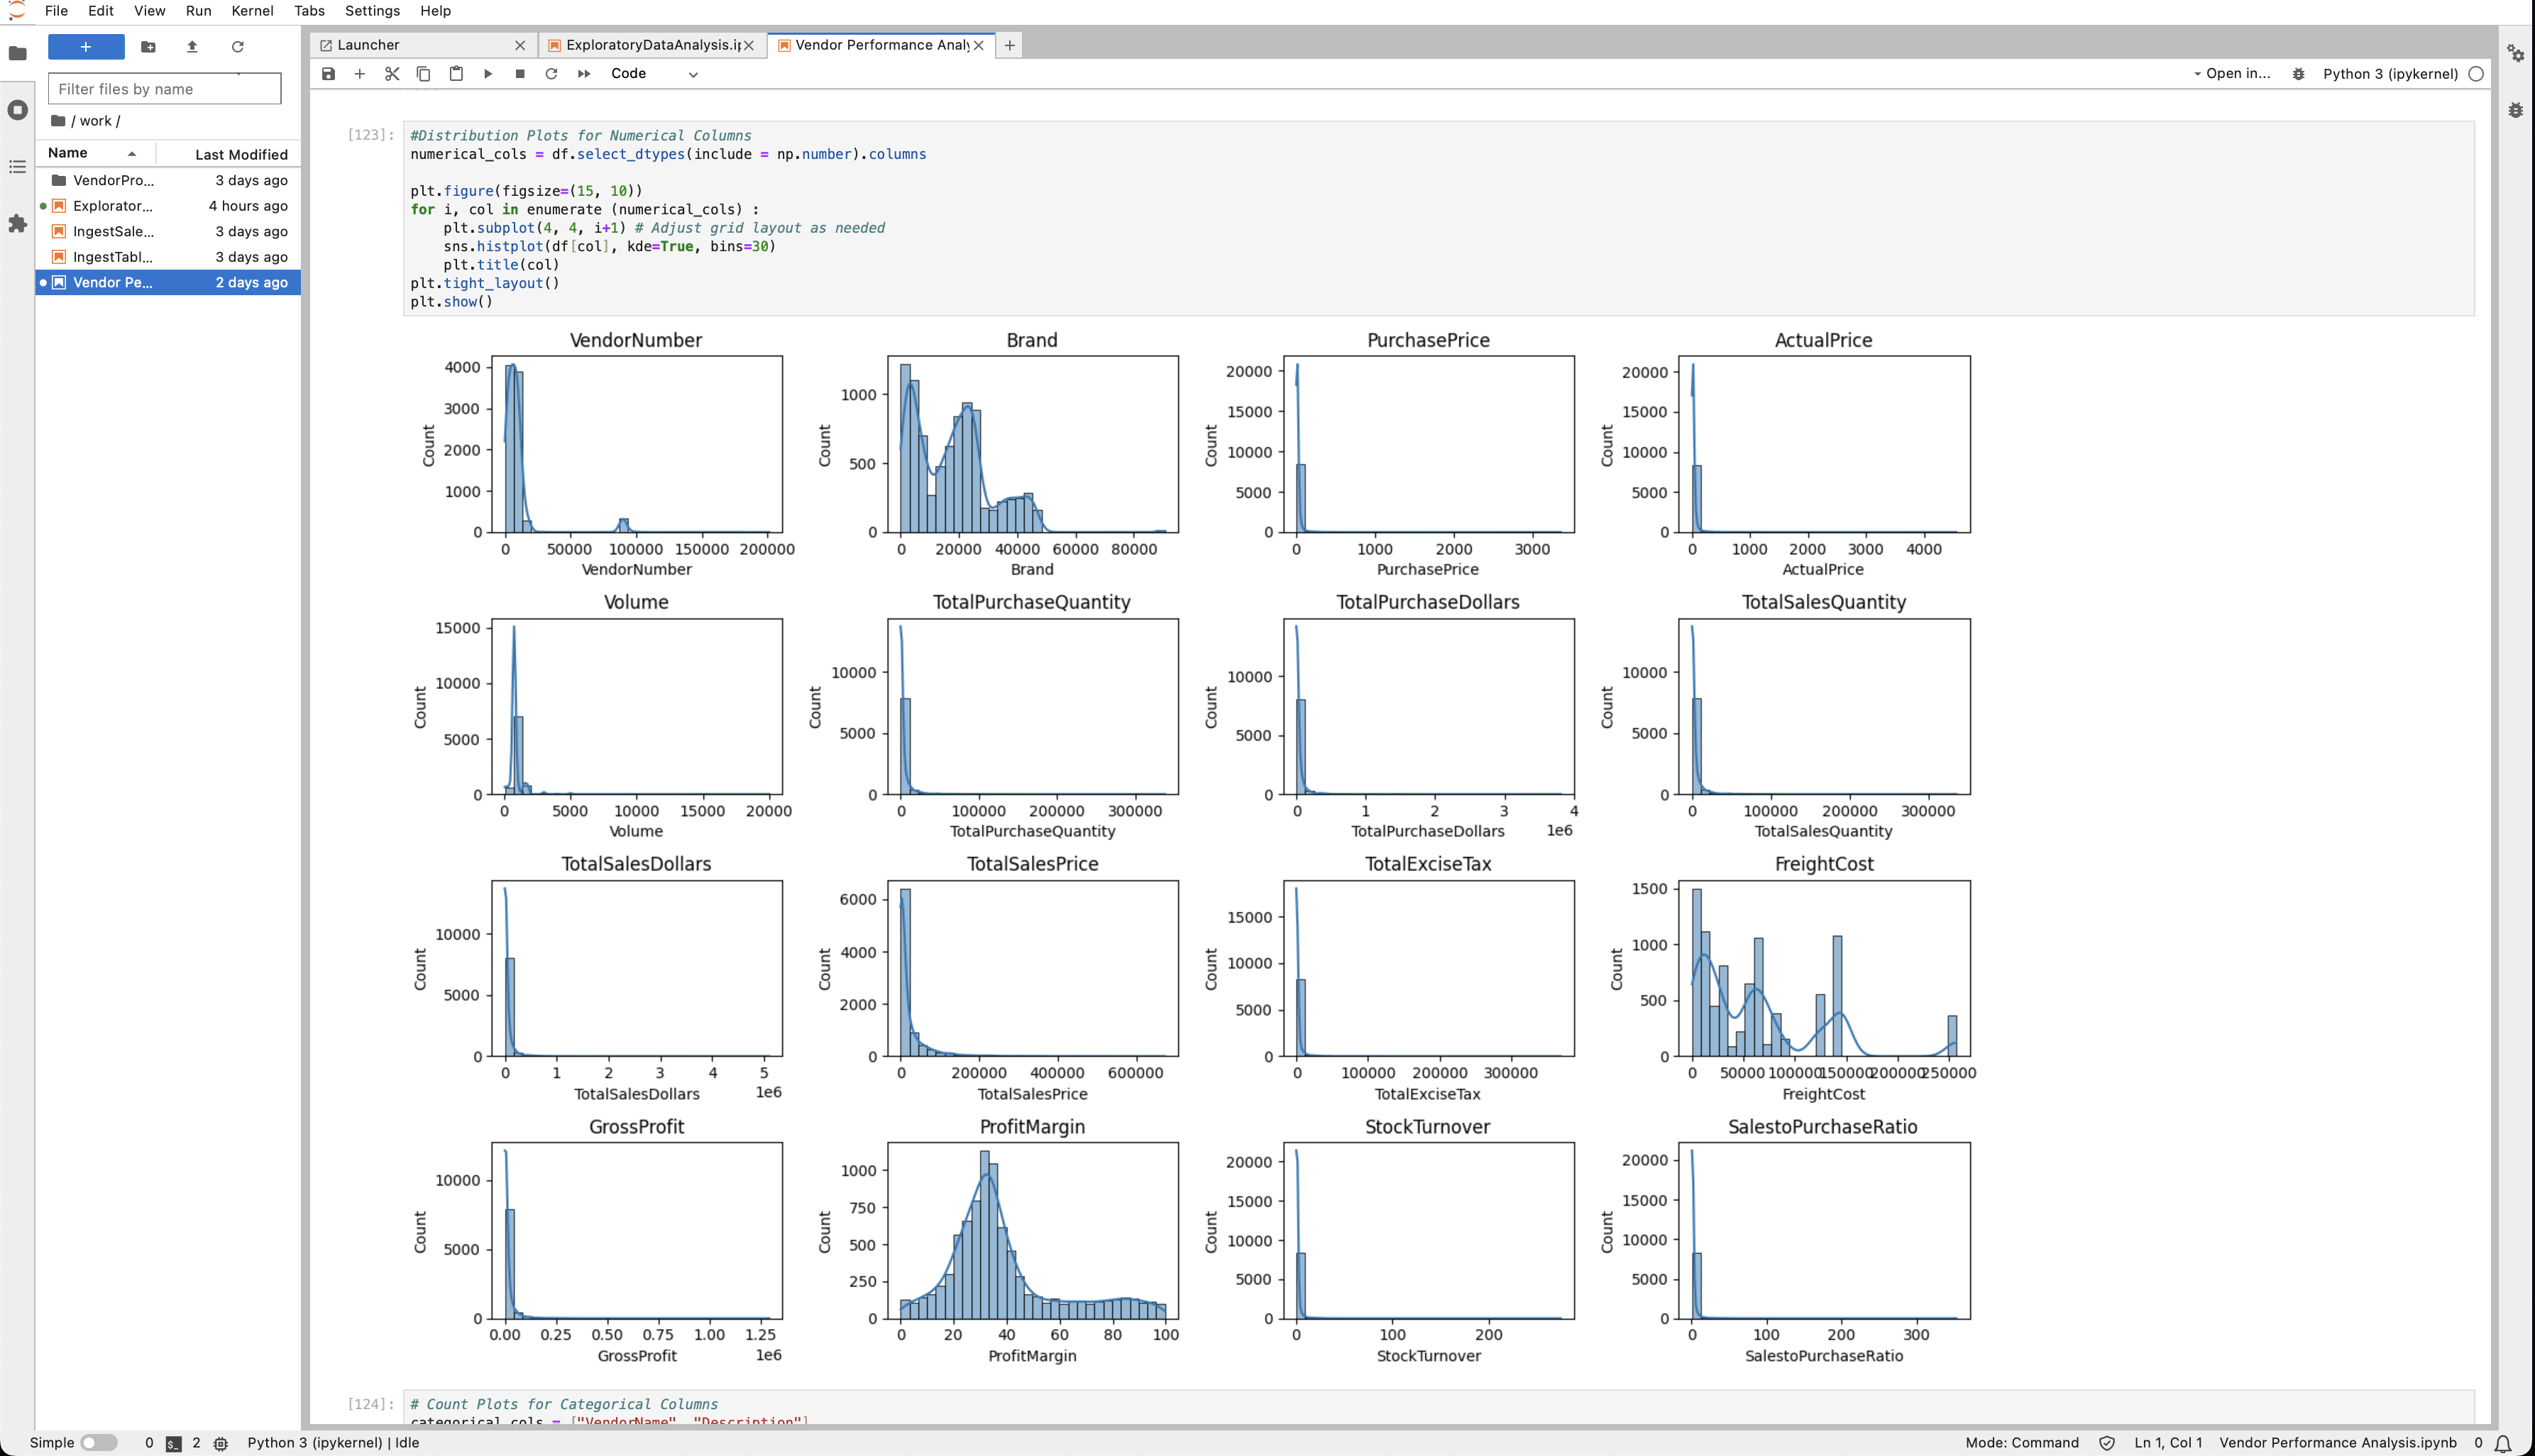 File Edit View Run Kernel Tabs Settings Help
Launcher
ExploratoryDataAnalysis.i
Vendor Performance Analy
Filter files by name
Code
Open in...
Python 3 (ipykernel)
/ work /
Name Last Modified
VendorPro... 3 days ago
Explorator... 4 hours ago
IngestSale... 3 days ago
IngestTabl... 3 days ago
Vendor Pe... 2 days ago
[123]:
#Distribution Plots for Numerical Columns
numerical_cols = df.select_dtypes(include = np.number).columns
plt.figure(figsize=(15, 10))
for i, col in enumerate (numerical_cols) :
plt.subplot(4, 4, i+1) # Adjust grid layout as needed
sns.histplot(df[col], kde=True, bins=30)
plt.title(col)
plt.tight_layout()
plt.show()
VendorNumber
Count
4000
3000
2000
1000
0
0 50000 100000 150000 200000
VendorNumber
Brand
Count
1000
500
0
0 20000 40000 60000 80000
Brand
PurchasePrice
Count
20000
15000
10000
5000
0
0 1000 2000 3000
PurchasePrice
ActualPrice
Count
20000
15000
10000
5000
0
0 1000 2000 3000 4000
ActualPrice
Volume
Count
15000
10000
5000
0
0 5000 10000 15000 20000
Volume
TotalPurchaseQuantity
Count
10000
5000
0
0 100000 200000 300000
TotalPurchaseQuantity
TotalPurchaseDollars
Count
10000
5000
0
0 1 2 3 4
TotalPurchaseDollars 1e6
TotalSalesQuantity
Count
10000
5000
0
0 100000 200000 300000
TotalSalesQuantity
TotalSalesDollars
Count
10000
5000
0
0 1 2 3 4 5
TotalSalesDollars 1e6
TotalSalesPrice
Count
6000
4000
2000
0
0 200000 400000 600000
TotalSalesPrice
TotalExciseTax
Count
15000
10000
5000
0
0 100000 200000 300000
TotalExciseTax
FreightCost
Count
1500
1000
500
0
0 50000 100000 150000 200000 250000
FreightCost
GrossProfit
Count
10000
5000
0
0.00 0.25 0.50 0.75 1.00 1.25
GrossProfit 1e6
ProfitMargin
Count
1000
750
500
250
0
0 20 40 60 80 100
ProfitMargin
StockTurnover
Count
20000
15000
10000
5000
0
0 100 200
StockTurnover
SalestoPurchaseRatio
Count
20000
15000
10000
5000
0
0 100 200 300
SalestoPurchaseRatio
[124]:
# Count Plots for Categorical Columns
categorical_cols = ["VendorName", "Description"]
Simple 0 2 Python 3 (ipykernel) | Idle Mode: Command Ln 1, Col 1 Vendor Performance Analysis.ipynb 0